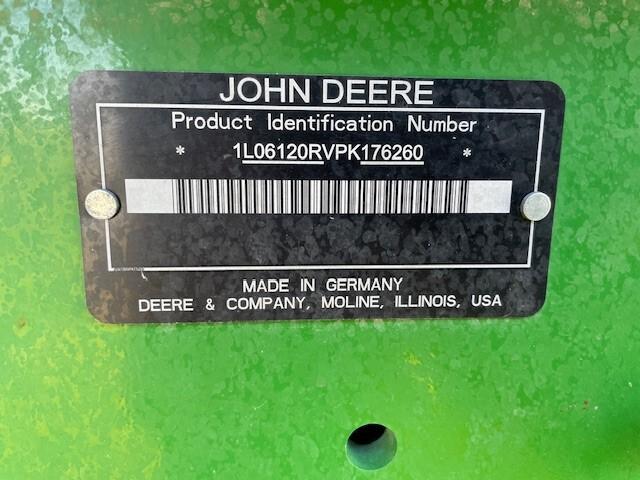 JOHN DEERE
Product Identification Number
* 1L06120RVPK176260 *
MADE IN GERMANY
DEERE & COMPANY, MOLINE, ILLINOIS, USA